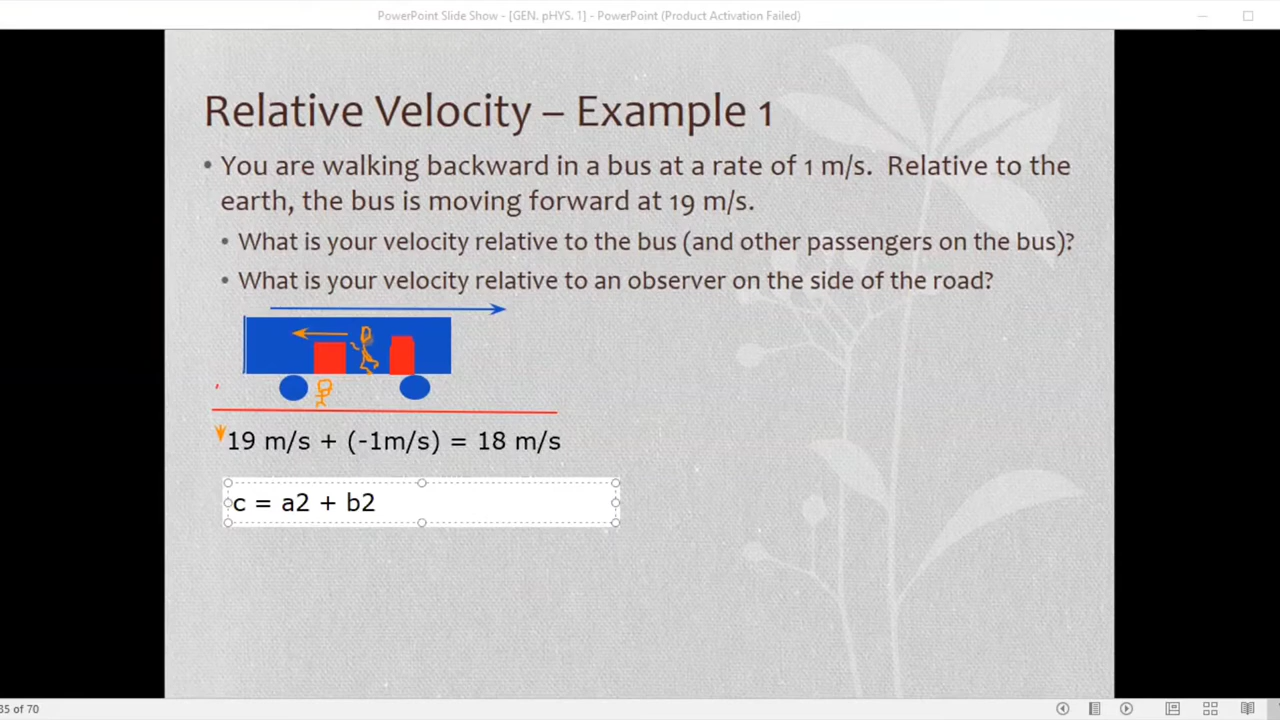 PowerPoint Slide Show - [GEN. pHYS. 1] - PowerPoint (Product Activation Failed)
Relative Velocity – Example 1
• You are walking backward in a bus at a rate of 1 m/s. Relative to the
earth, the bus is moving forward at 19 m/s.
• What is your velocity relative to the bus (and other passengers on the bus)?
• What is your velocity relative to an observer on the side of the road?
19 m/s + (-1m/s) = 18 m/s
c = a2 + b2
35 of 70